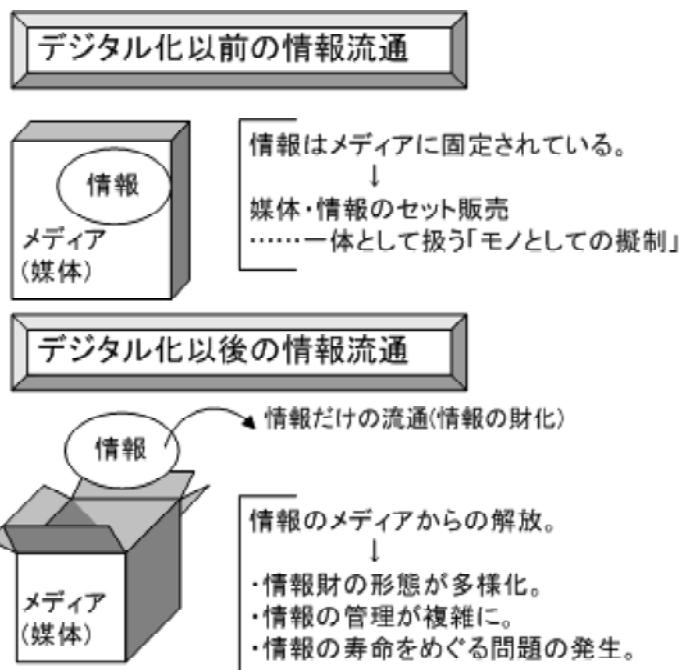 デジタル化以前の情報流通
情報
メディア
(媒体)
情報はメディアに固定されている。
↓
媒体・情報のセット販売
……一体として扱う「モノとしての擬制」
デジタル化以後の情報流通
情報
情報だけの流通(情報の財化)
メディア
(媒体)
情報のメディアからの解放。
↓
・情報財の形態が多様化。
・情報の管理が複雑に。
・情報の寿命をめぐる問題の発生。